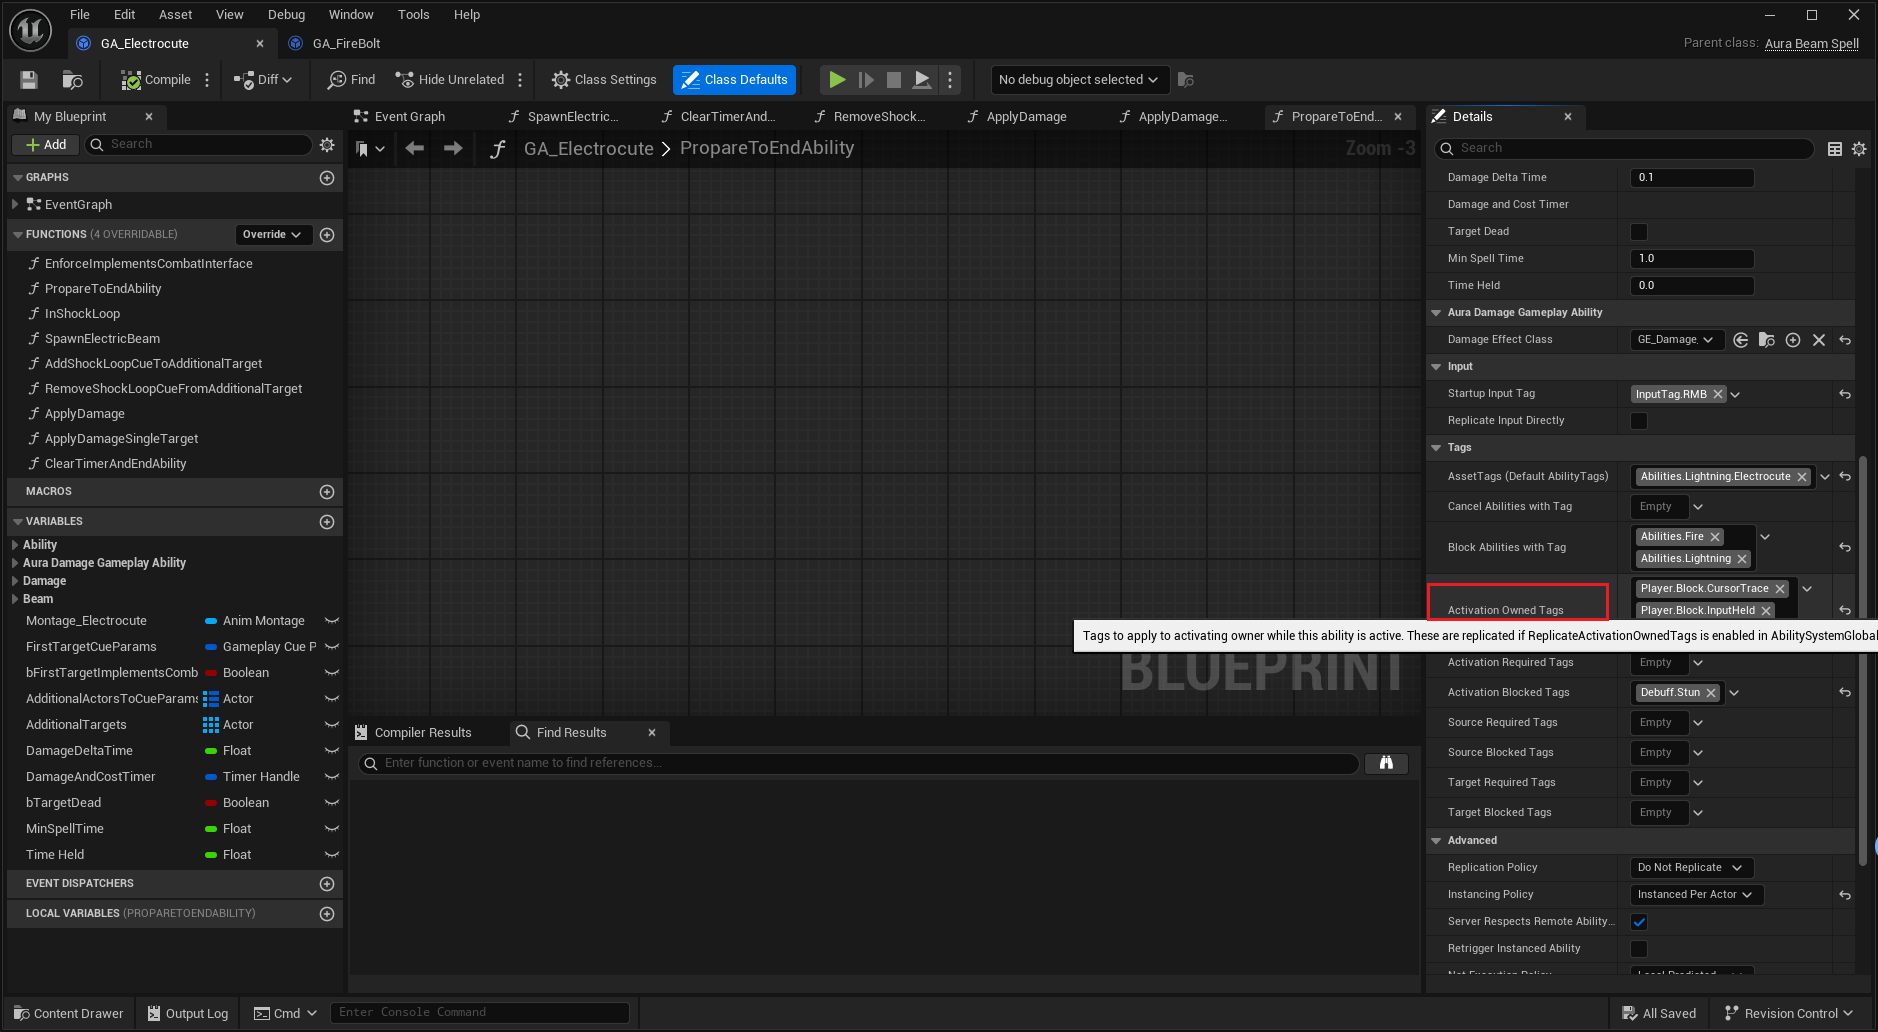 File Edit Asset View Debug Window Tools Help
GA_Electrocute GA_FireBolt
Parent class: Aura Beam Spell
Compile Diff Find Hide Unrelated Class Settings Class Defaults No debug object selected
My Blueprint
Add Search
GRAPHS
EventGraph
FUNCTIONS (4 OVERRIDABLE) Override
EnforceImplementsCombatInterface
PropareToEndAbility
InShockLoop
SpawnElectricBeam
AddShockLoopCueToAdditionalTarget
RemoveShockLoopCueFromAdditionalTarget
ApplyDamage
ApplyDamageSingleTarget
ClearTimerAndEndAbility
MACROS
VARIABLES
Ability
Aura Damage Gameplay Ability
Damage
Beam
Montage_Electrocute Anim Montage
FirstTargetCueParams Gameplay Cue P
bFirstTargetImplementsComb Boolean
AdditionalActorsToCueParams Actor
AdditionalTargets Actor
DamageDeltaTime Float
DamageAndCostTimer Timer Handle
bTargetDead Boolean
MinSpellTime Float
Time Held Float
EVENT DISPATCHERS
LOCAL VARIABLES (PROPARETOENDABILITY)
Event Graph SpawnElectric... ClearTimerAnd... RemoveShock... ApplyDamage ApplyDamage... PropareToEnd...
GA_Electrocute > PropareToEndAbility Zoom -3
BLUEPRINT
Compiler Results Find Results
Enter function or event name to find references...
Details
Search
Damage Delta Time 0.1
Damage and Cost Timer
Target Dead
Min Spell Time 1.0
Time Held 0.0
Aura Damage Gameplay Ability
Damage Effect Class GE_Damage_
Input
Startup Input Tag InputTag.RMB
Replicate Input Directly
Tags
AssetTags (Default AbilityTags) Abilities.Lightning.Electrocute
Cancel Abilities with Tag Empty
Block Abilities with Tag Abilities.Fire
Abilities.Lightning
Player.Block.CursorTrace
Activation Owned Tags Player.Block.InputHeld
Tags to apply to activating owner while this ability is active. These are replicated if ReplicateActivationOwnedTags is enabled in AbilitySystemGlobal
Activation Required Tags Empty
Activation Blocked Tags Debuff.Stun
Source Required Tags Empty
Source Blocked Tags Empty
Target Required Tags Empty
Target Blocked Tags Empty
Advanced
Replication Policy Do Not Replicate
Instancing Policy Instanced Per Actor
Server Respects Remote Ability...
Retrigger Instanced Ability
Net Execution Policy Local Predicted
Content Drawer Output Log Cmd Enter Console Command All Saved Revision Control